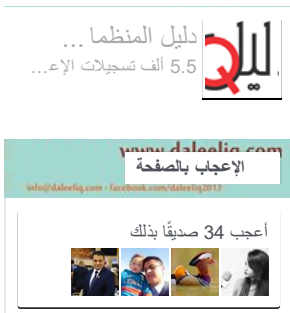 دليل المنظما ...
5.5 ألف تسجيلات الإع...
www.daleeliq.com
الإعجاب بالصفحة
info@daleeliq.com - facebook.com/daleeliq2013
أعجب 34 صديقًا بذلك